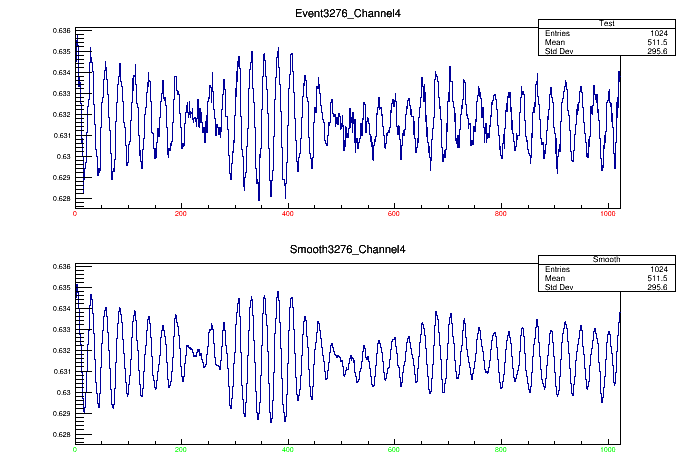 Event3276_Channel4
Test
Entries 1024
Mean 511.5
Std Dev 295.6
0.636
0.635
0.634
0.633
0.632
0.631
0.63
0.629
0.628
0 200 400 600 800 1000
Smooth3276_Channel4
Smooth
Entries 1024
Mean 511.5
Std Dev 295.6
0.636
0.635
0.634
0.633
0.632
0.631
0.63
0.629
0.628
0 200 400 600 800 1000